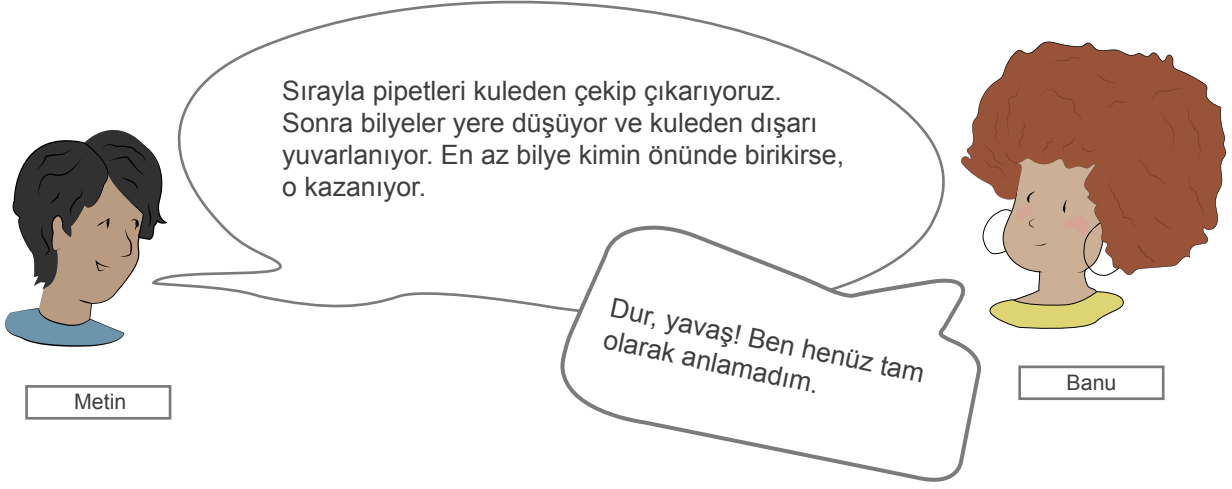 Sırayla pipetleri kuleden çekip çıkarıyoruz.
Sonra bilyeler yere düşüyor ve kuleden dışarı
yuvarlanıyor. En az bilye kimin önünde birikirse,
o kazanıyor.
Dur, yavaş! Ben henüz tam
olarak anlamadım.
Metin
Banu